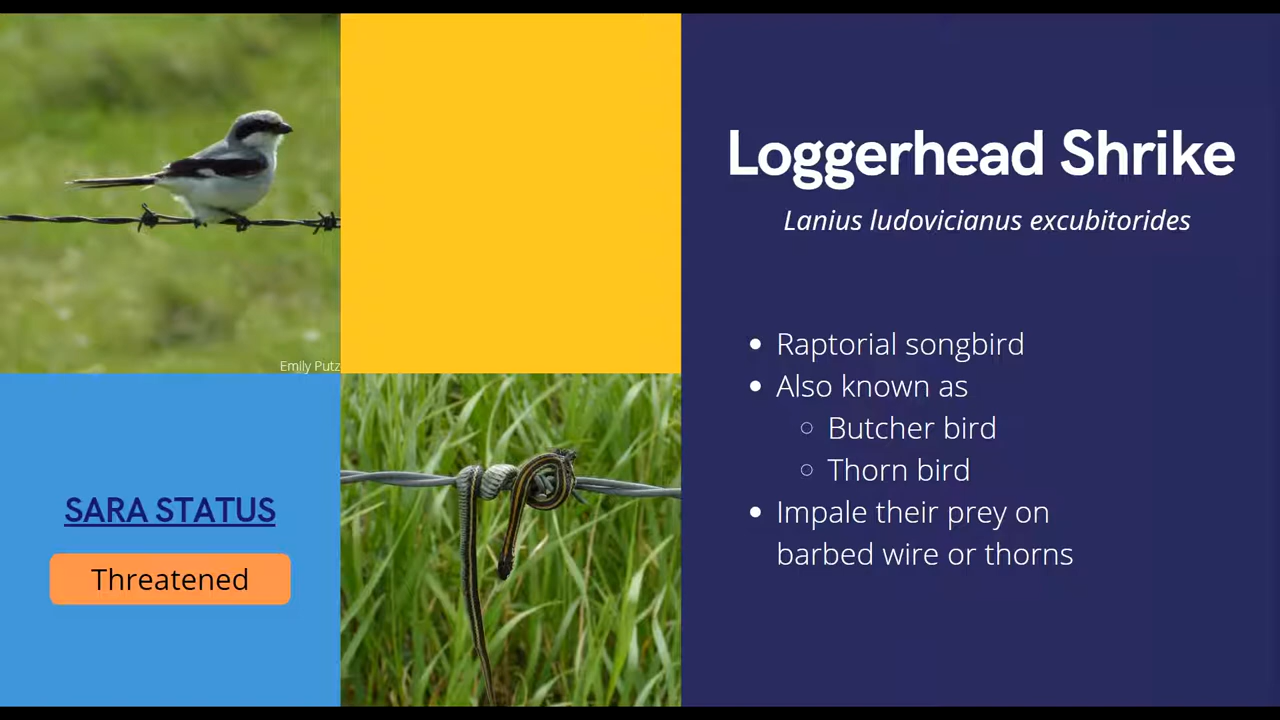 Emily Putz
SARA STATUS
Threatened
Loggerhead Shrike
Lanius ludovicianus excubitorides
Raptorial songbird
Also known as
Butcher bird
Thorn bird
Impale their prey on
barbed wire or thorns